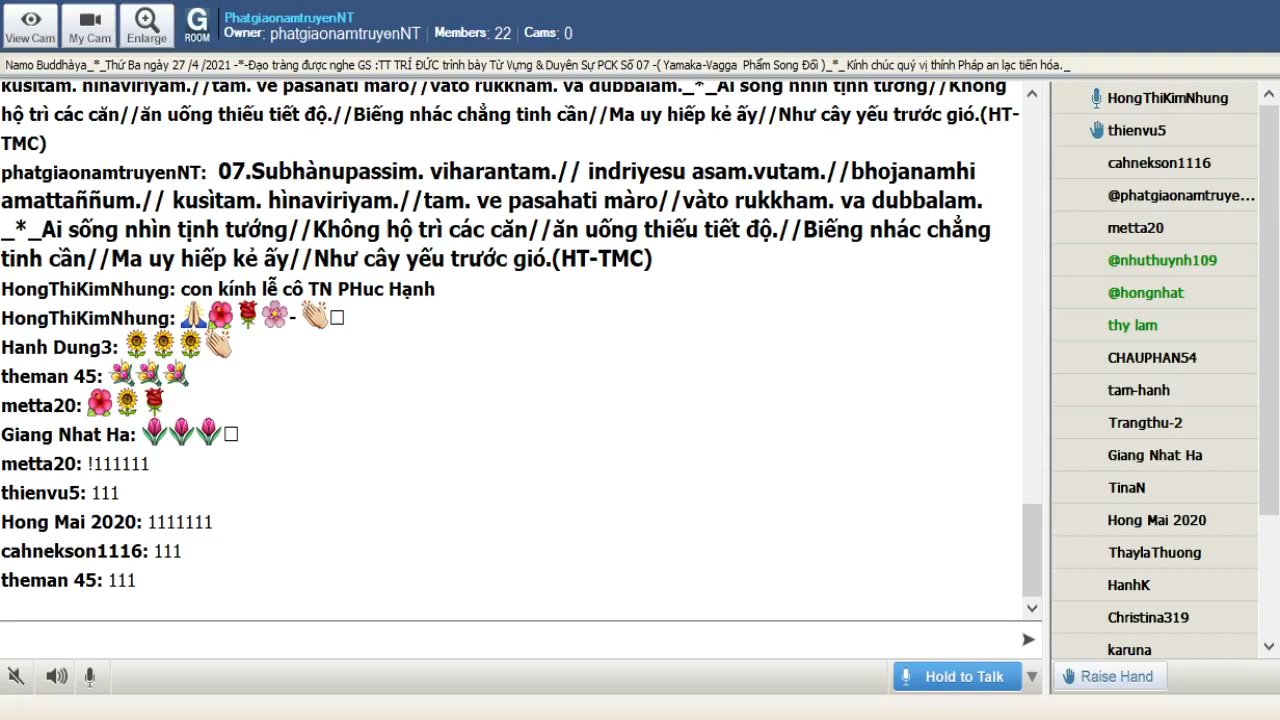 View Cam
My Cam
Enlarge
G
ROOM
PhatgiaonamtruyenNT
Owner: phatgiaonamtruyenNT | Members: 22 | Cams: 0
Namo Buddhàya_*_Thứ Ba ngày 27 /4 /2021 -*-Đạo tràng được nghe GS :TT TRÍ ĐỨC trình bày Từ Vựng & Duyên Sự PCK Số 07 -( Yamaka-Vagga Phẩm Song Đối )_*_ Kính chúc quý vị thính Pháp an lạc tiến hóa._
kusìtam. hìnaviriyam.//tam. ve pasahati màro//vàto rukkham. va dubbalam._*_Ai sống nhìn tịnh tướng//Không
hộ trì các căn//ăn uống thiếu tiết độ.//Biếng nhác chẳng tinh cần//Ma uy hiếp kẻ ấy//Như cây yếu trước gió.(HT-
TMC)
phatgiaonamtruyenNT: 07.Subhànupassim. viharantam.// indriyesu asam.vutam.//bhojanamhi
amattaññum.// kusìtam. hìnaviriyam.//tam. ve pasahati màro//vàto rukkham. va dubbalam.
_*_Ai sống nhìn tịnh tướng//Không hộ trì các căn//ăn uống thiếu tiết độ.//Biếng nhác chẳng
tinh cần//Ma uy hiếp kẻ ấy//Như cây yếu trước gió.(HT-TMC)
HongThiKimNhung: con kính lễ cô TN PHuc Hạnh
HongThiKimNhung: 🙏🌺🌹🌸- 👏□
Hanh Dung3: 🌻🌻🌻👏
theman 45: 💐💐💐
metta20: 🌺🌻🌹
Giang Nhat Ha: 🌷🌷🌷□
metta20: !111111
thienvu5: 111
Hong Mai 2020: 1111111
cahnekson1116: 111
theman 45: 111
HongThiKimNhung
thienvu5
cahnekson1116
@phatgiaonamtruye...
metta20
@nhuthuynh109
@hongnhat
thy lam
CHAUPHAN54
tam-hanh
Trangthu-2
Giang Nhat Ha
TinaN
Hong Mai 2020
ThaylaThuong
HanhK
Christina319
karuna
Hold to Talk
Raise Hand